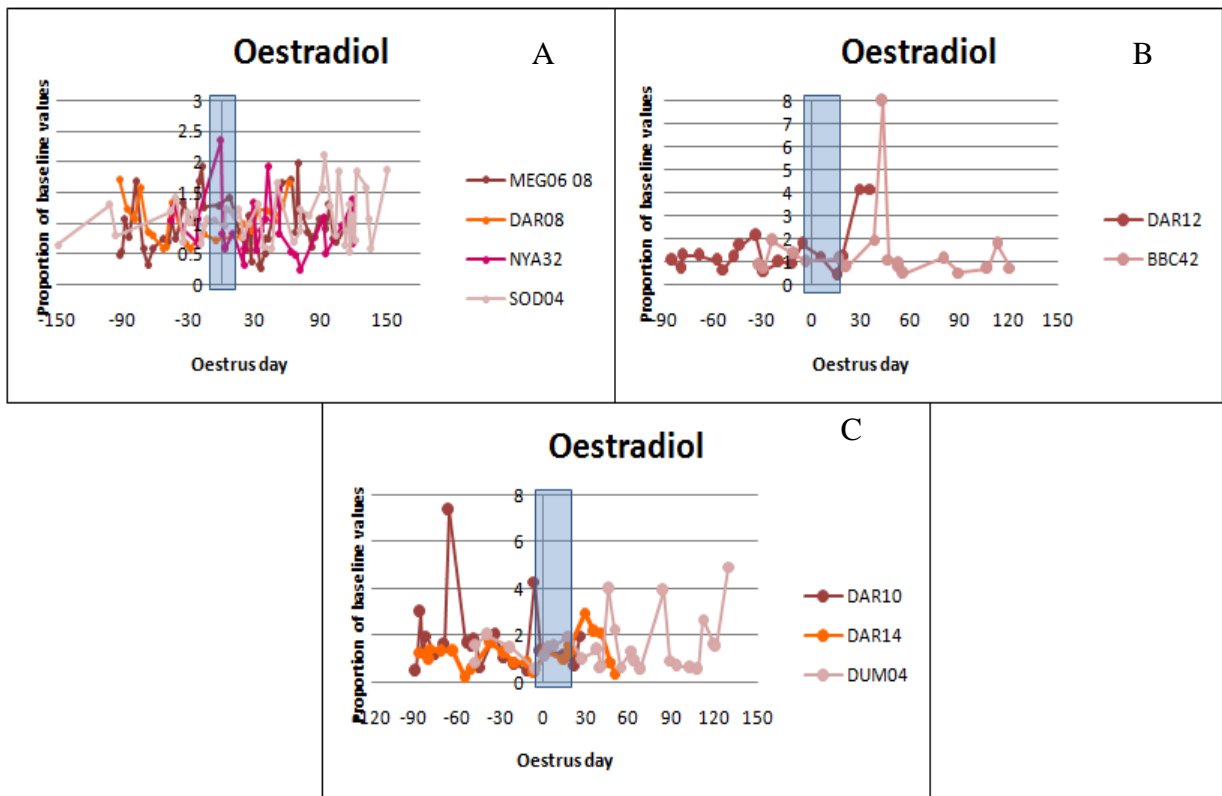 Oestradiol
A
Proportion of baseline values
3
2.5
2
1.5
1
0.5
0
-150 -90 -30 30 90 150
Oestrus day
MEG06 08
DAR08
NYA32
SOD04
Oestradiol
B
Proportion of baseline values
8
7
6
5
4
3
2
1
0
-90 -60 -30 0 30 60 90 120 150
Oestrus day
DAR12
BBC42
Oestradiol
C
Proportion of baseline values
8
6
4
2
0
-120 -90 -60 -30 0 30 60 90 120 150
Oestrus day
DAR10
DAR14
DUM04